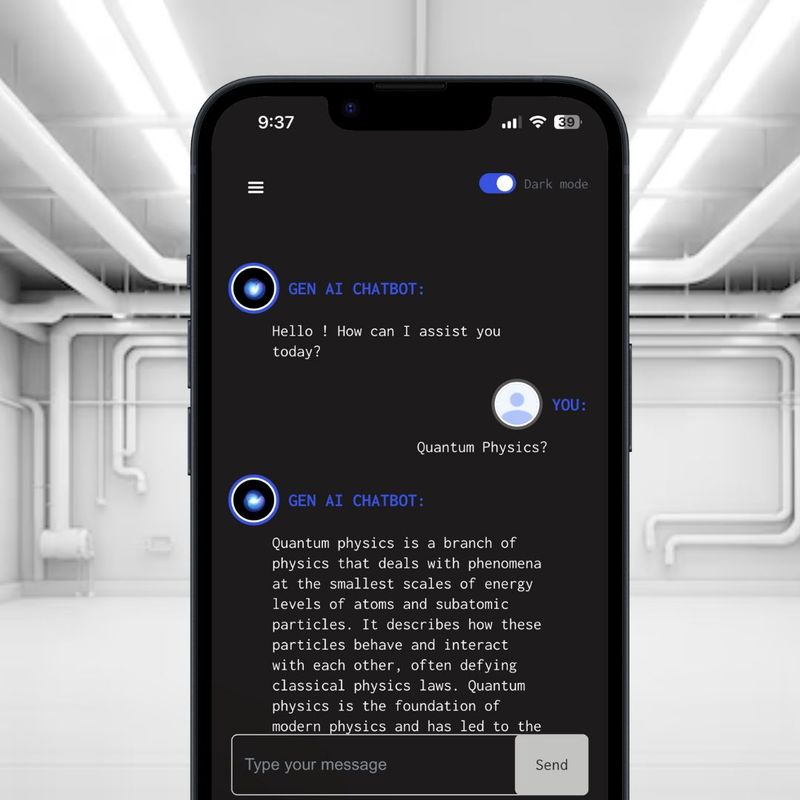 9:37
39
Dark mode
GEN AI CHATBOT:
Hello ! How can I assist you
today?
YOU:
Quantum Physics?
GEN AI CHATBOT:
Quantum physics is a branch of
physics that deals with phenomena
at the smallest scales of energy
levels of atoms and subatomic
particles. It describes how these
particles behave and interact
with each other, often defying
classical physics laws. Quantum
physics is the foundation of
modern physics and has led to the
Type your message
Send